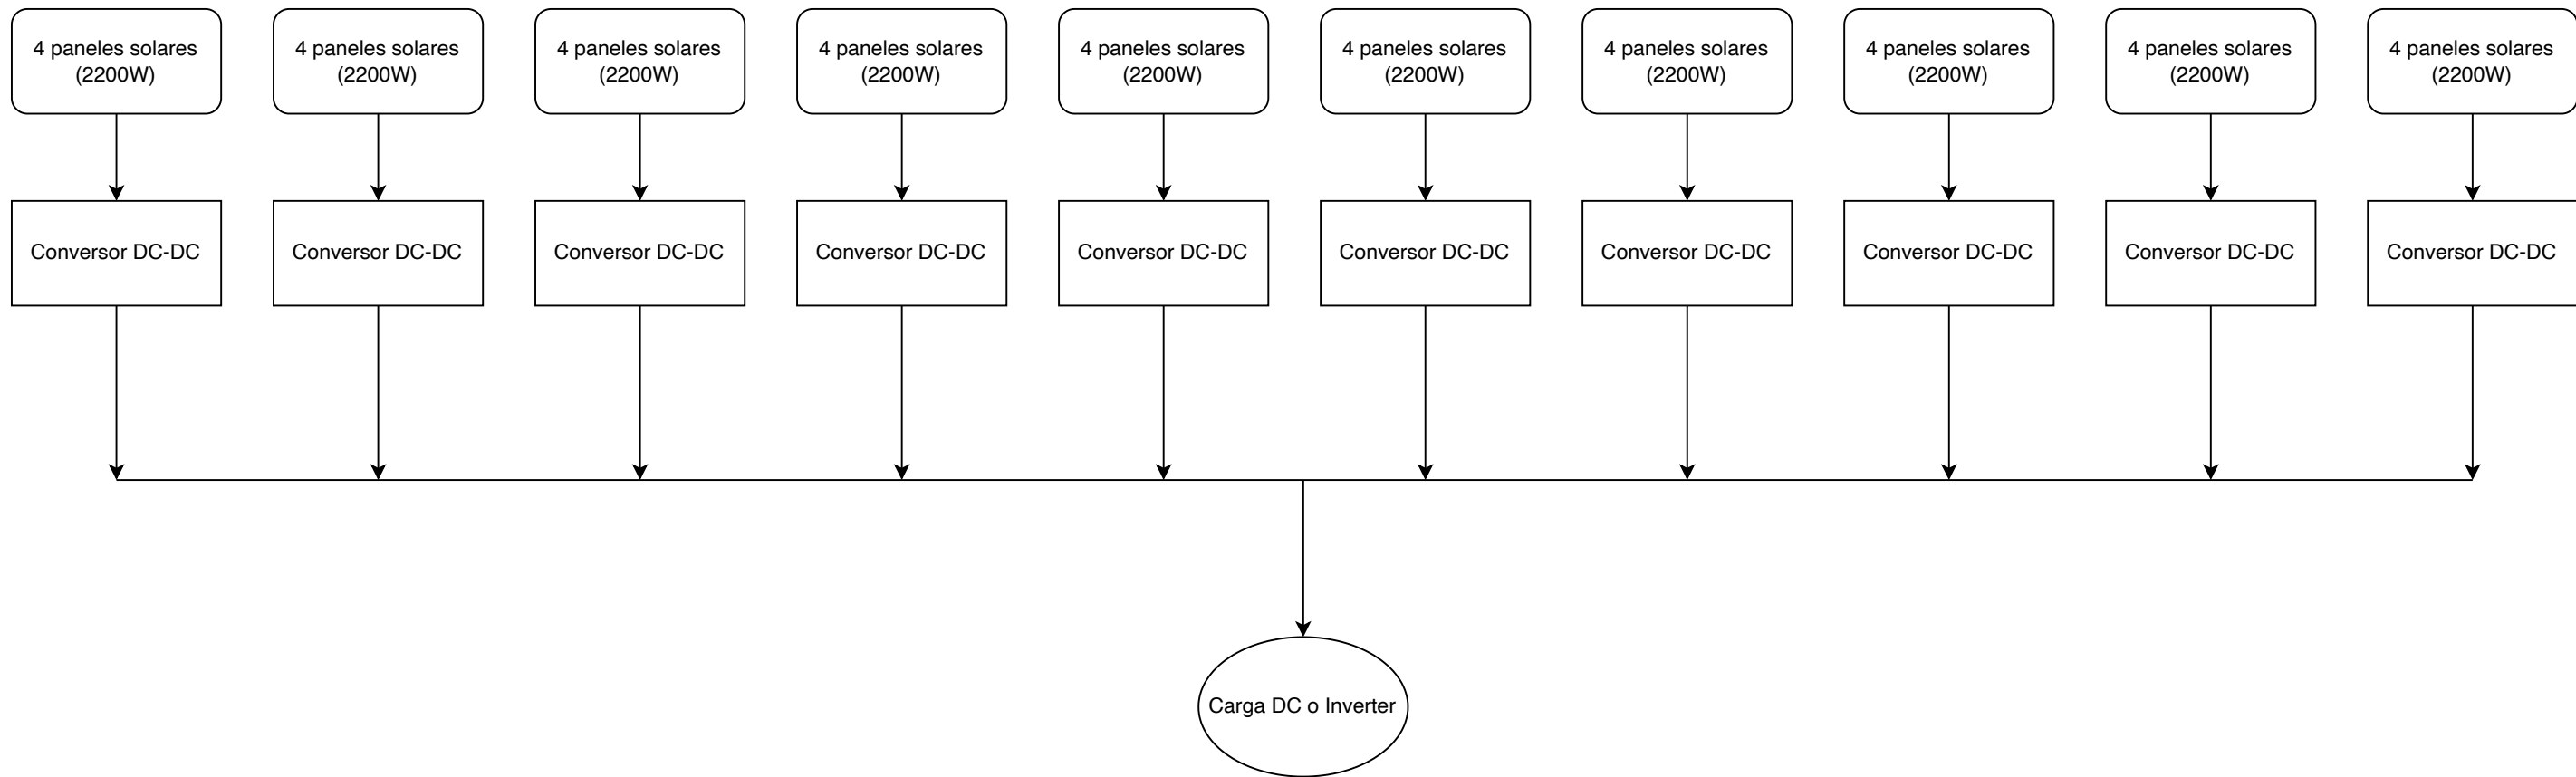 4 paneles solares
(2200W)
4 paneles solares
(2200W)
4 paneles solares
(2200W)
4 paneles solares
(2200W)
4 paneles solares
(2200W)
4 paneles solares
(2200W)
4 paneles solares
(2200W)
4 paneles solares
(2200W)
4 paneles solares
(2200W)
4 paneles solares
(2200W)
Conversor DC-DC
Conversor DC-DC
Conversor DC-DC
Conversor DC-DC
Conversor DC-DC
Conversor DC-DC
Conversor DC-DC
Conversor DC-DC
Conversor DC-DC
Conversor DC-DC
Carga DC o Inverter